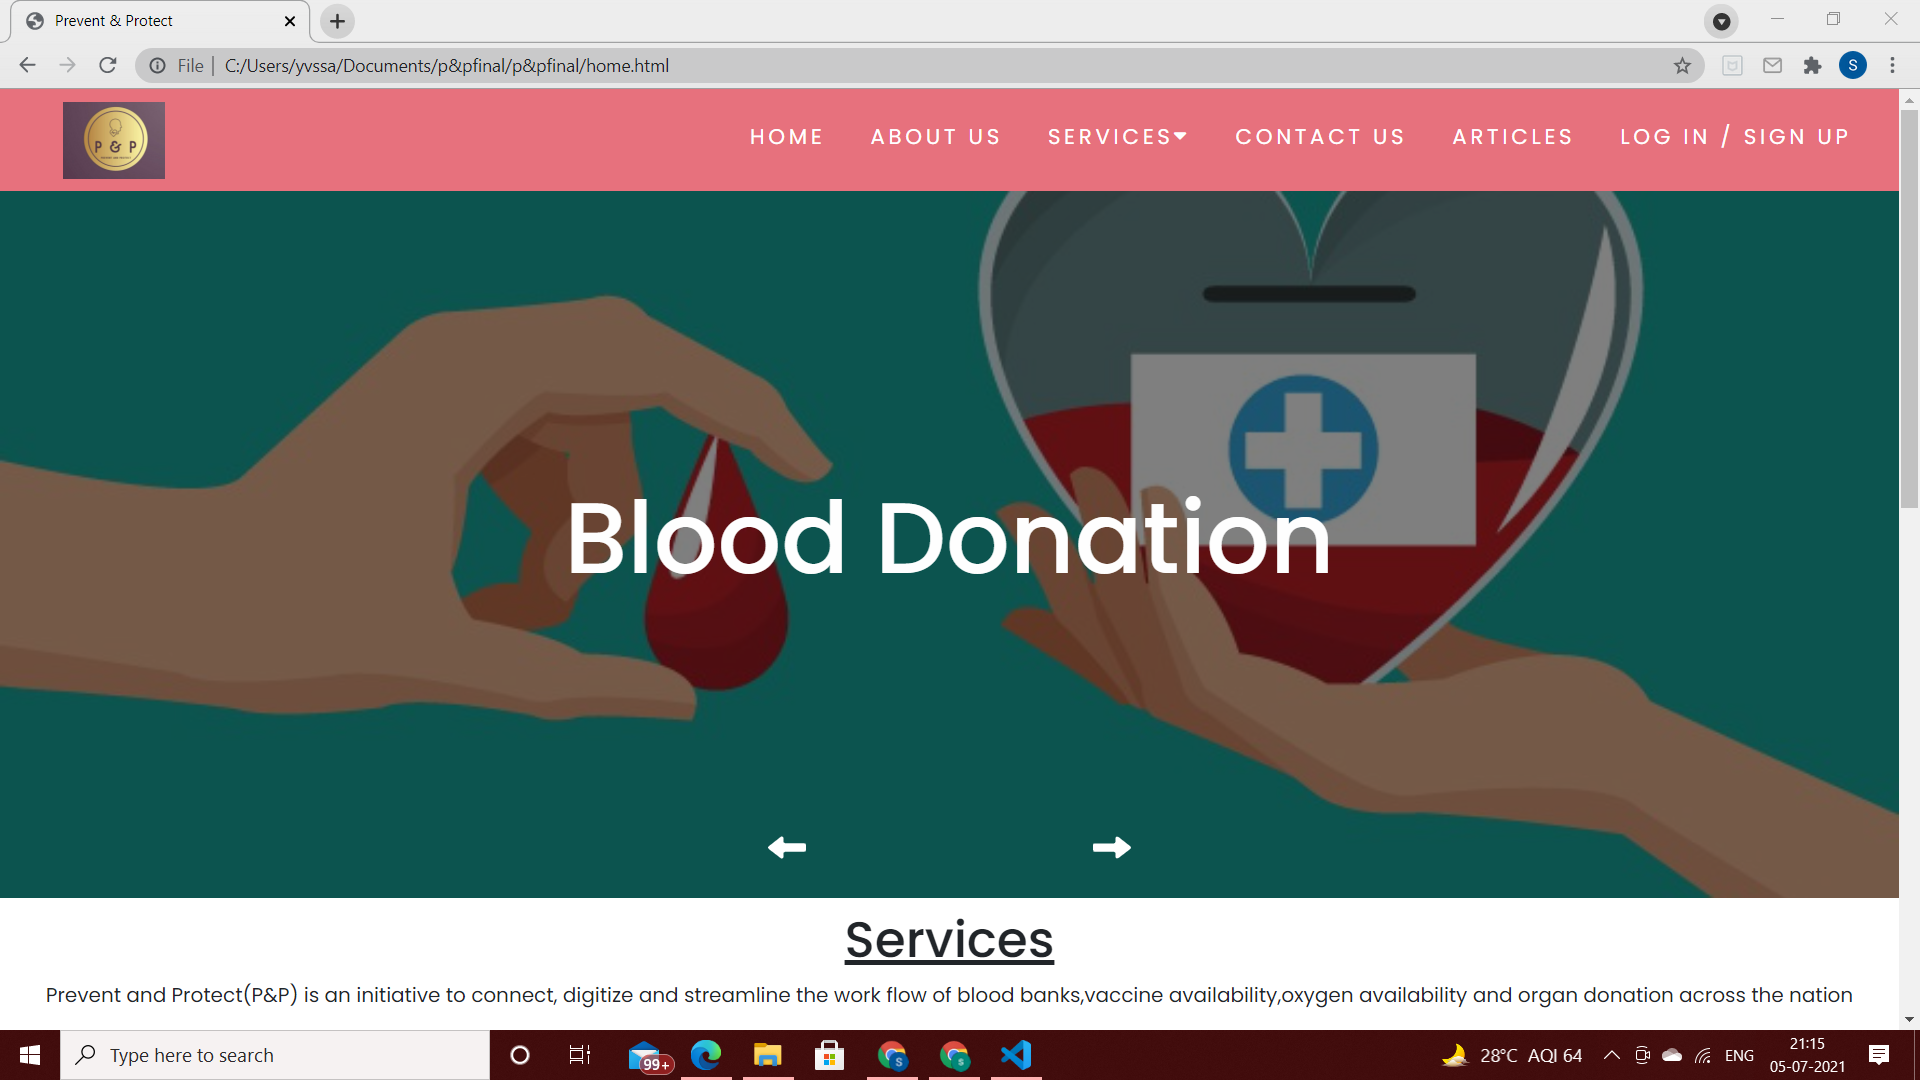 Prevent & Protect
File | C:/Users/yvssa/Documents/p&pfinal/p&pfinal/home.html
S
P & P
HOME ABOUT US SERVICES CONTACT US ARTICLES LOG IN / SIGN UP
Blood Donation
Services
Prevent and Protect(P&P) is an initiative to connect, digitize and streamline the work flow of blood banks,vaccine availability,oxygen availability and organ donation across the nation
Type here to search
99+
S
s
28°C AQI 64
ENG
21:15
05-07-2021